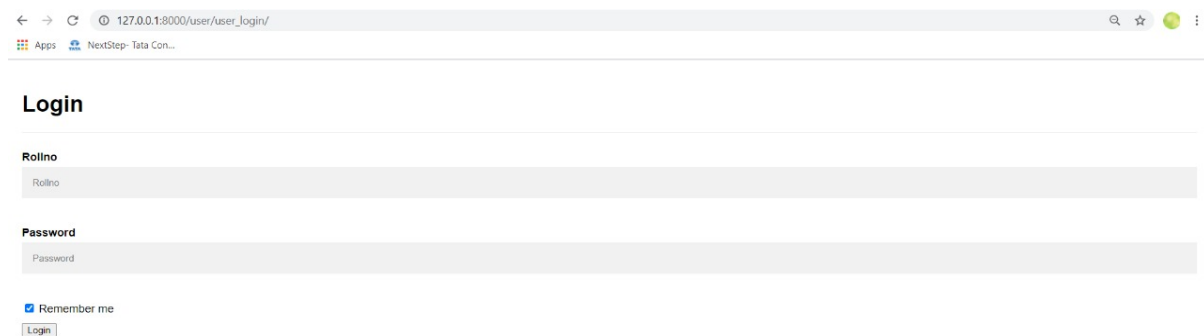 127.0.0.1:8000/user/user_login/
Apps TATA NextStep- Tata Con...
Login
Rollno
Rollno
Password
Password
Remember me
Login